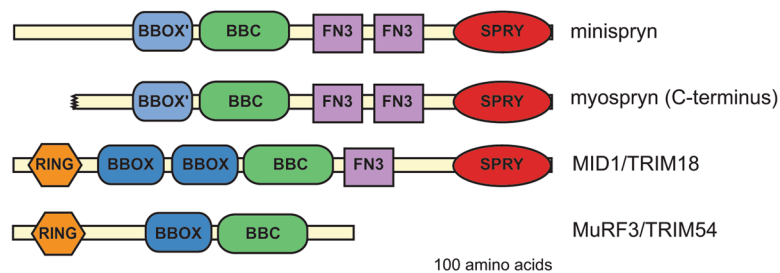 BBOX' BBC FN3 FN3 SPRY minispryn
BBOX' BBC FN3 FN3 SPRY myospryn (C-terminus)
RING BBOX BBOX BBC FN3 SPRY MID1/TRIM18
RING BBOX BBC MuRF3/TRIM54
100 amino acids